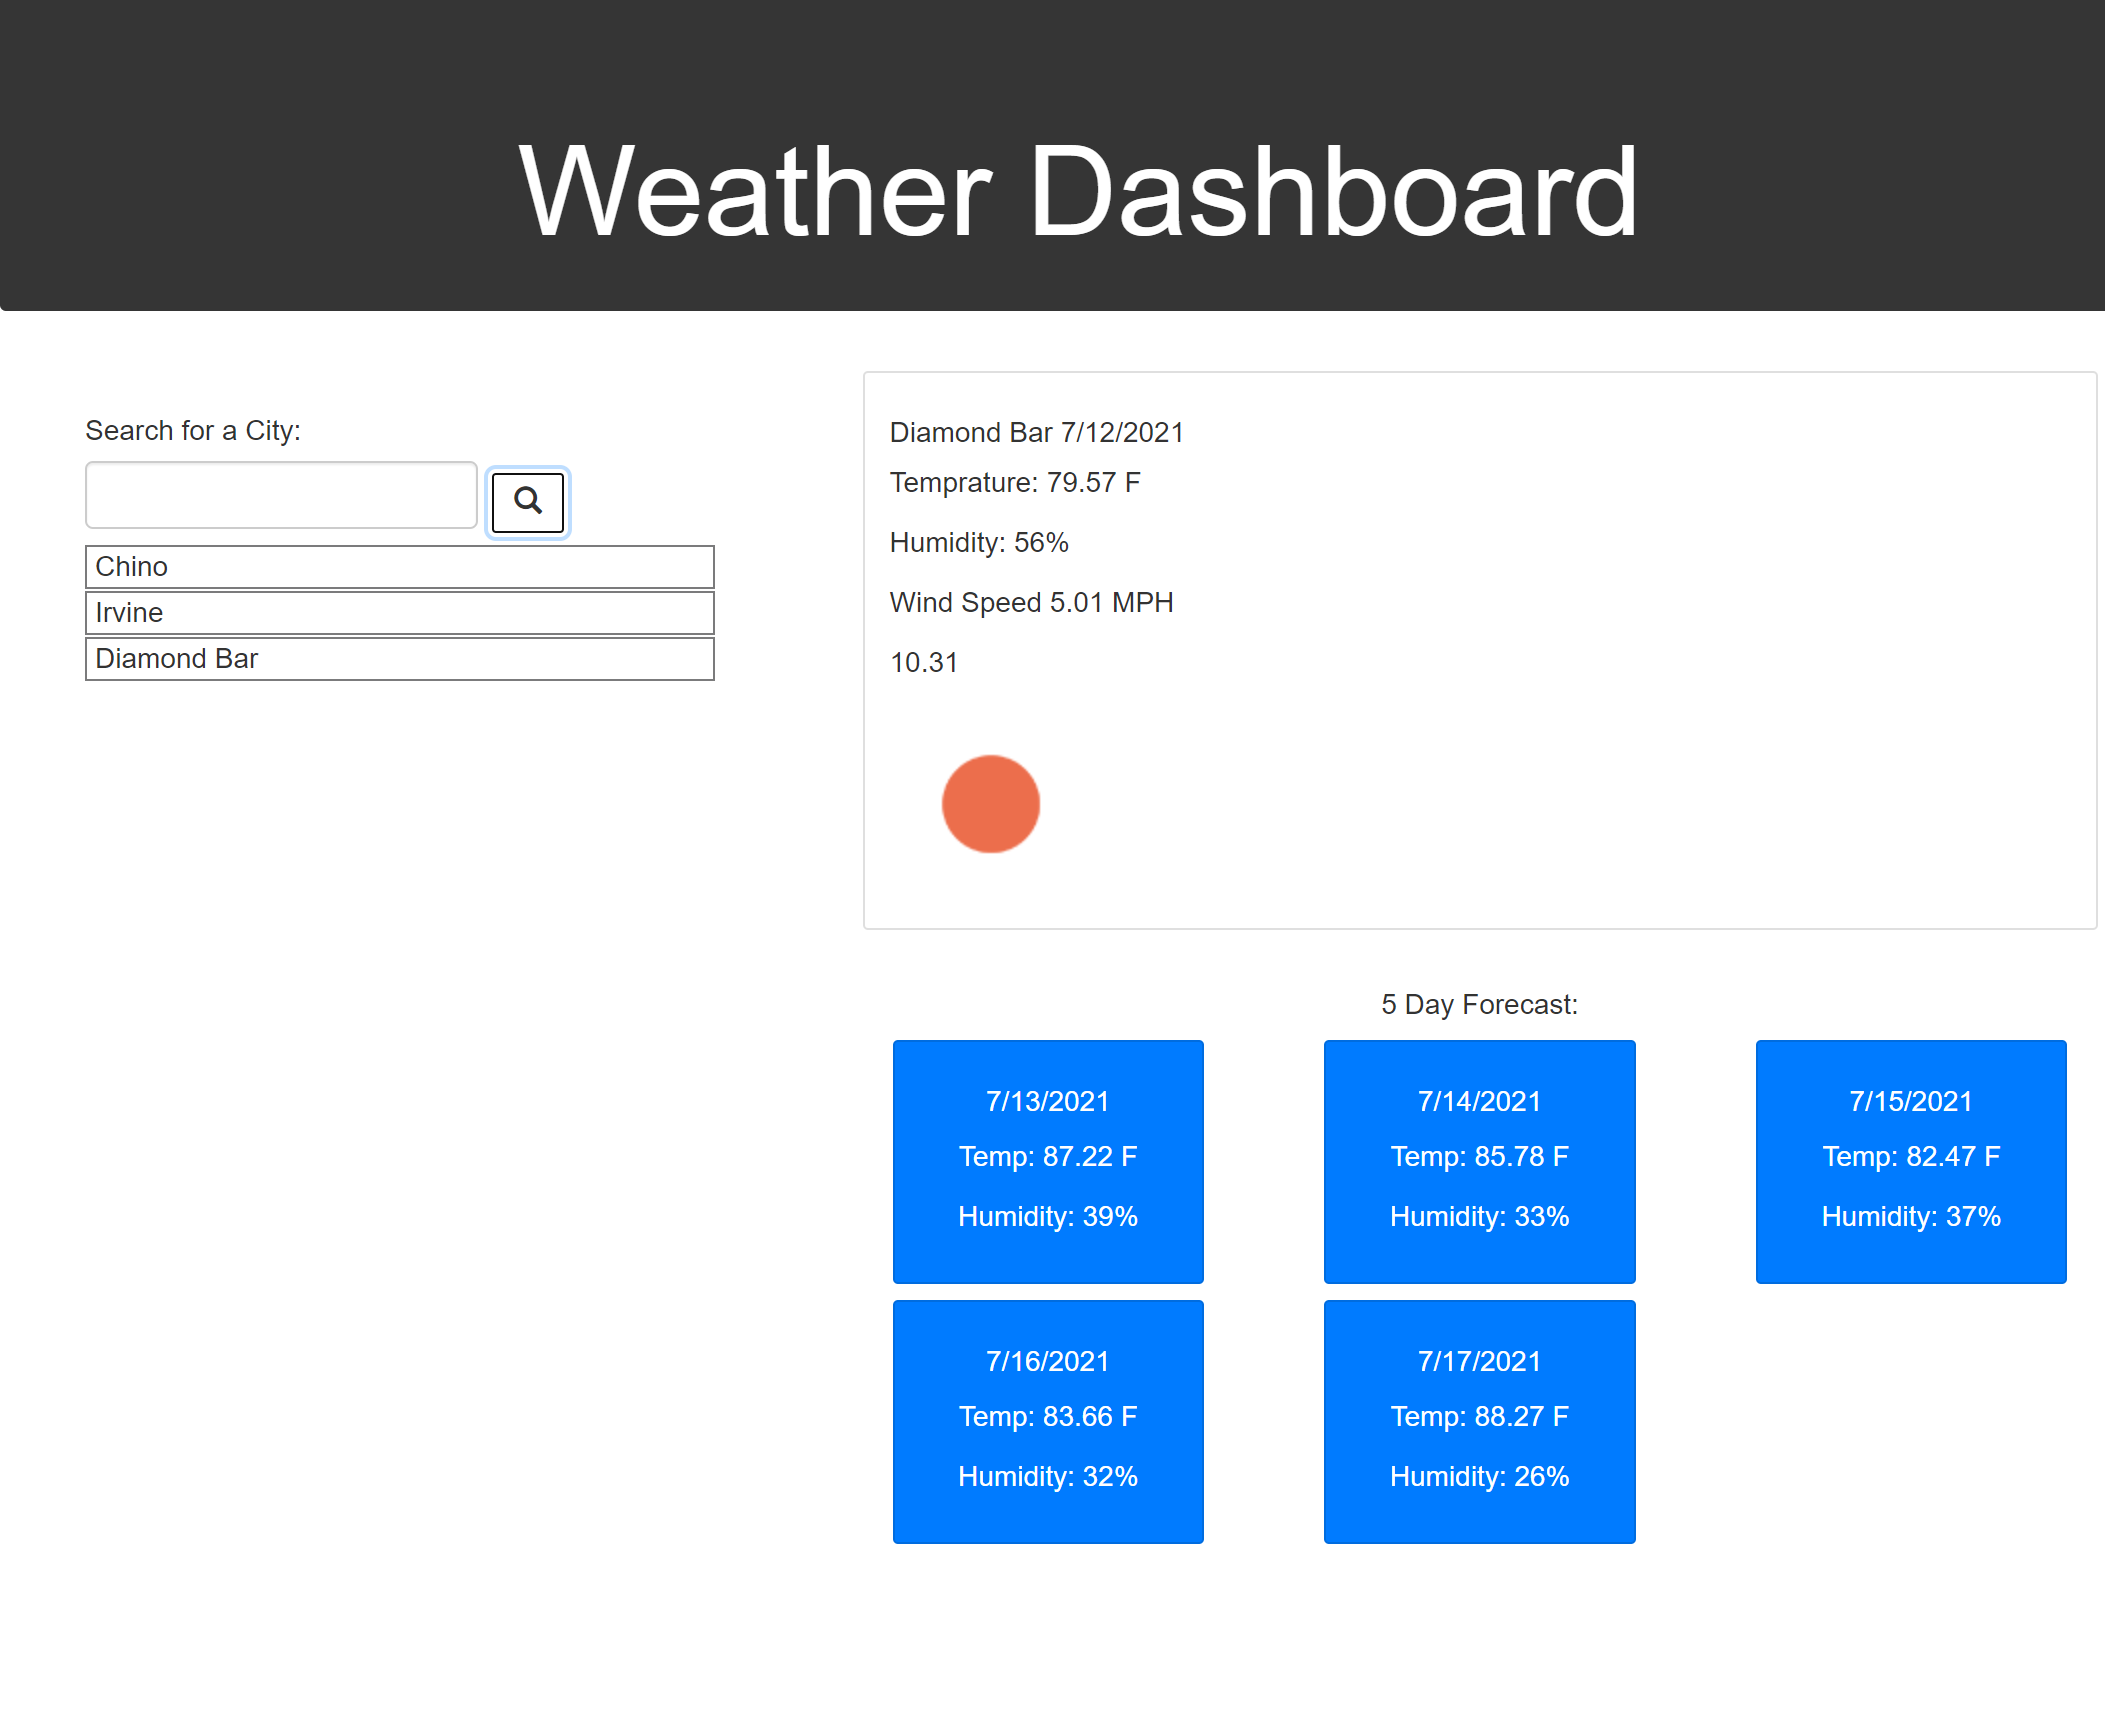 Weather Dashboard
Search for a City:
Chino
Irvine
Diamond Bar
Diamond Bar 7/12/2021
Temprature: 79.57 F
Humidity: 56%
Wind Speed 5.01 MPH
10.31
5 Day Forecast:
7/13/2021
Temp: 87.22 F
Humidity: 39%
7/14/2021
Temp: 85.78 F
Humidity: 33%
7/15/2021
Temp: 82.47 F
Humidity: 37%
7/16/2021
Temp: 83.66 F
Humidity: 32%
7/17/2021
Temp: 88.27 F
Humidity: 26%